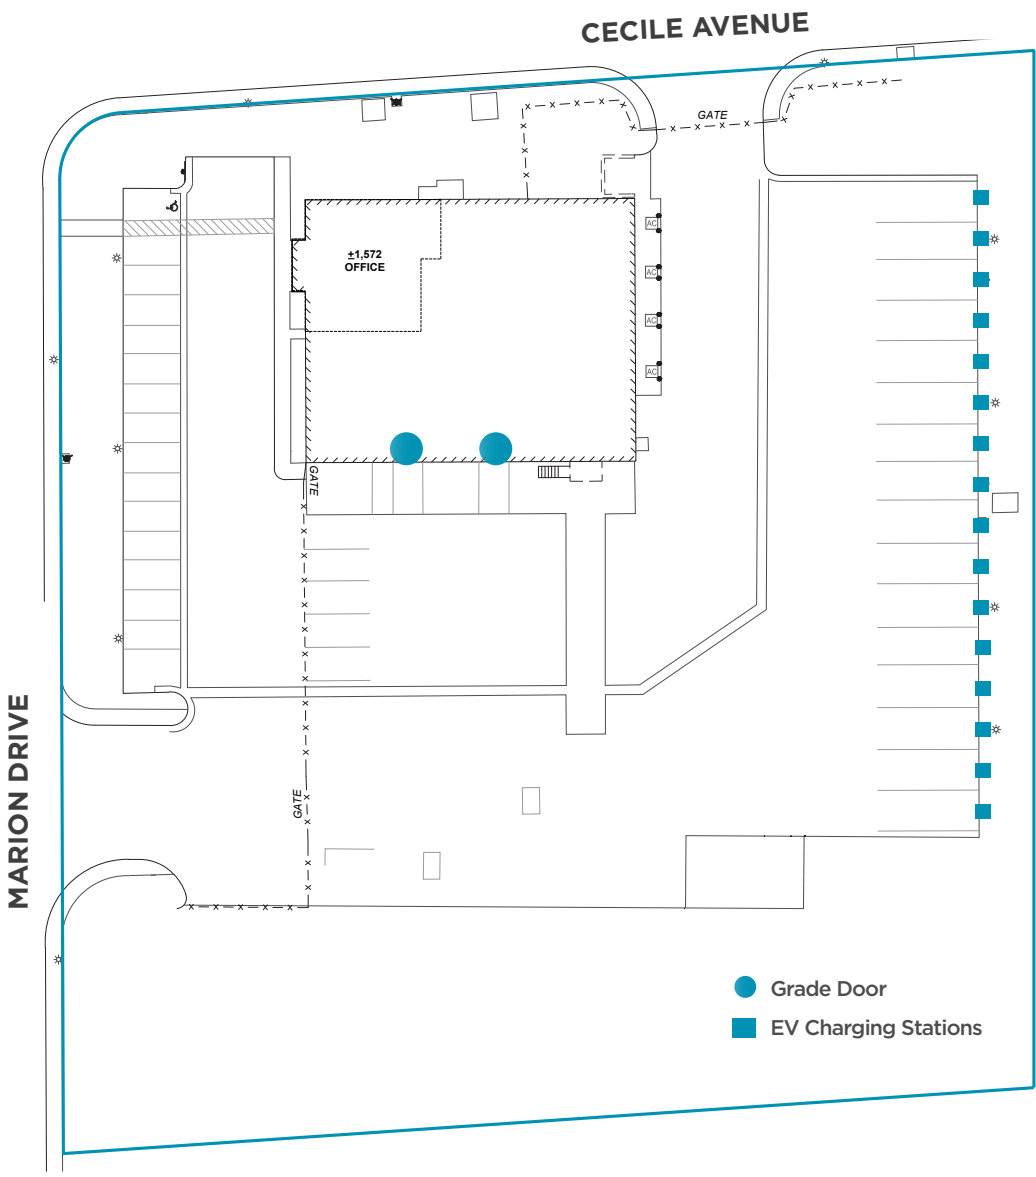 CECILE AVENUE
GATE
±1,572
OFFICE
AC
AC
AC
AC
GATE
GATE
MARION DRIVE
Grade Door
EV Charging Stations